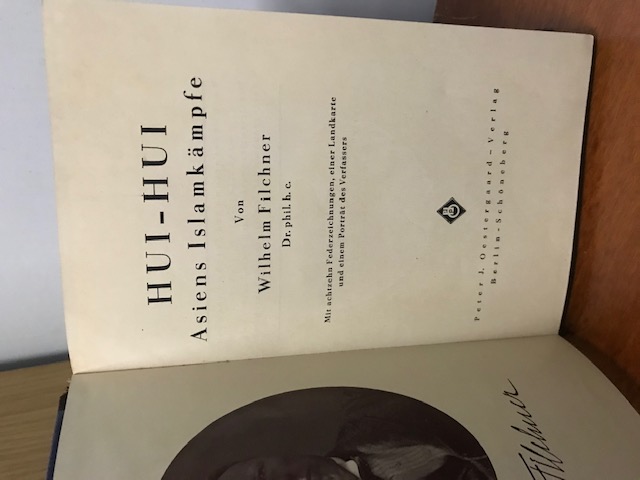 HUI-HUI
Asiens Islamkämpfe
Von
Wilhelm Filchner
Dr. phil. h. c.
Mit achtzehn Federzeichnungen, einer Landkarte
und einem Porträt des Verfassers
Peter J. Oestergaard-Verlag
Berlin-Schöneberg
Filchner